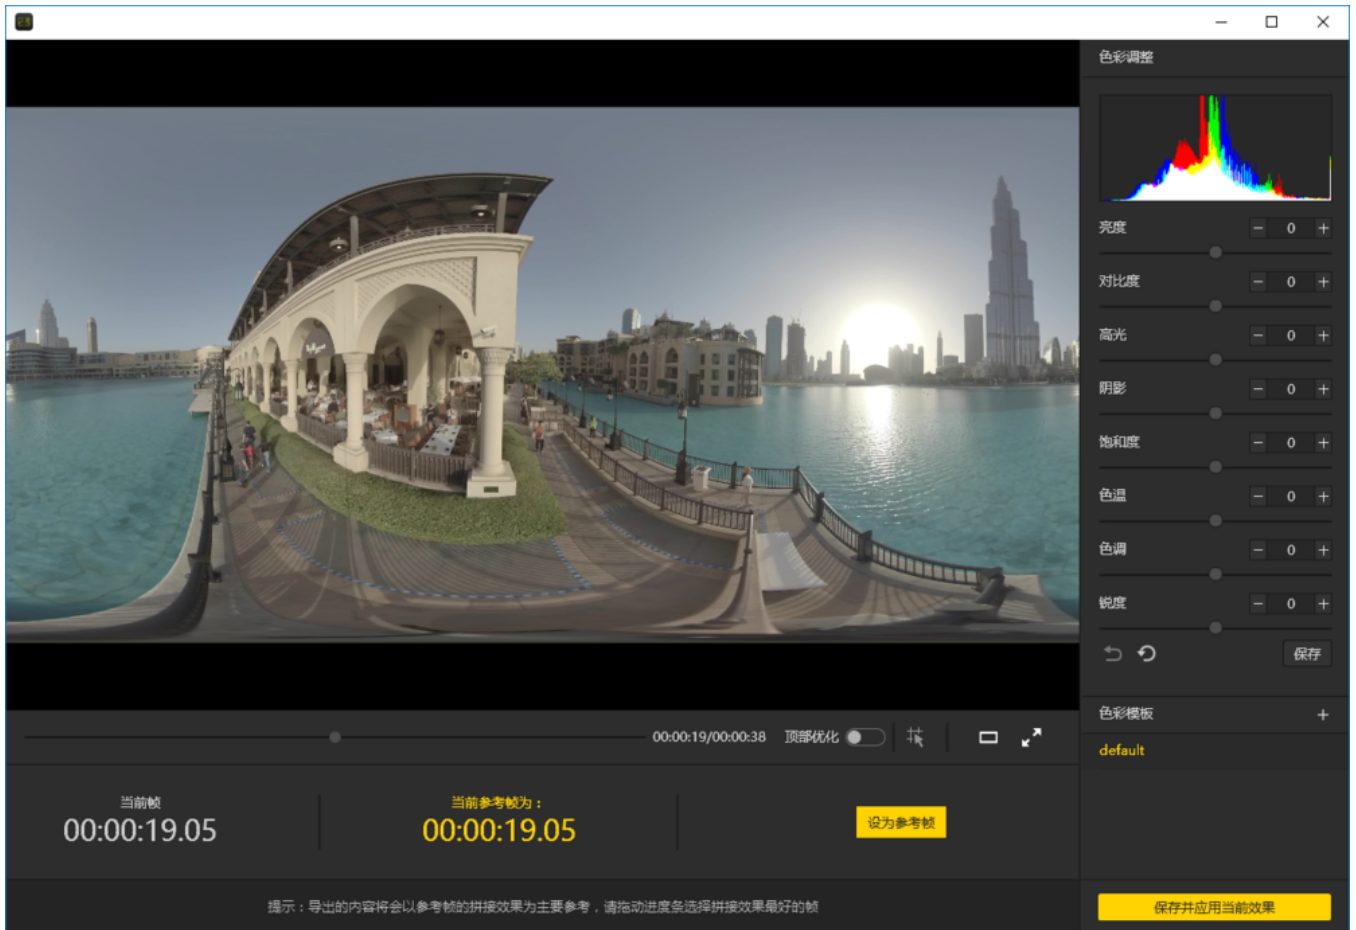 色彩调整
亮度 − 0 +
对比度 − 0 +
高光 − 0 +
阴影 − 0 +
饱和度 − 0 +
色温 − 0 +
色调 − 0 +
锐度 − 0 +
保存
色彩模板 +
default
00:00:19/00:00:38 顶部优化
当前帧
00:00:19.05
当前参考帧为：
00:00:19.05
设为参考帧
提示：导出的内容将会以参考帧的拼接效果为主要参考，请拖动进度条选择拼接效果最好的帧
保存并应用当前效果